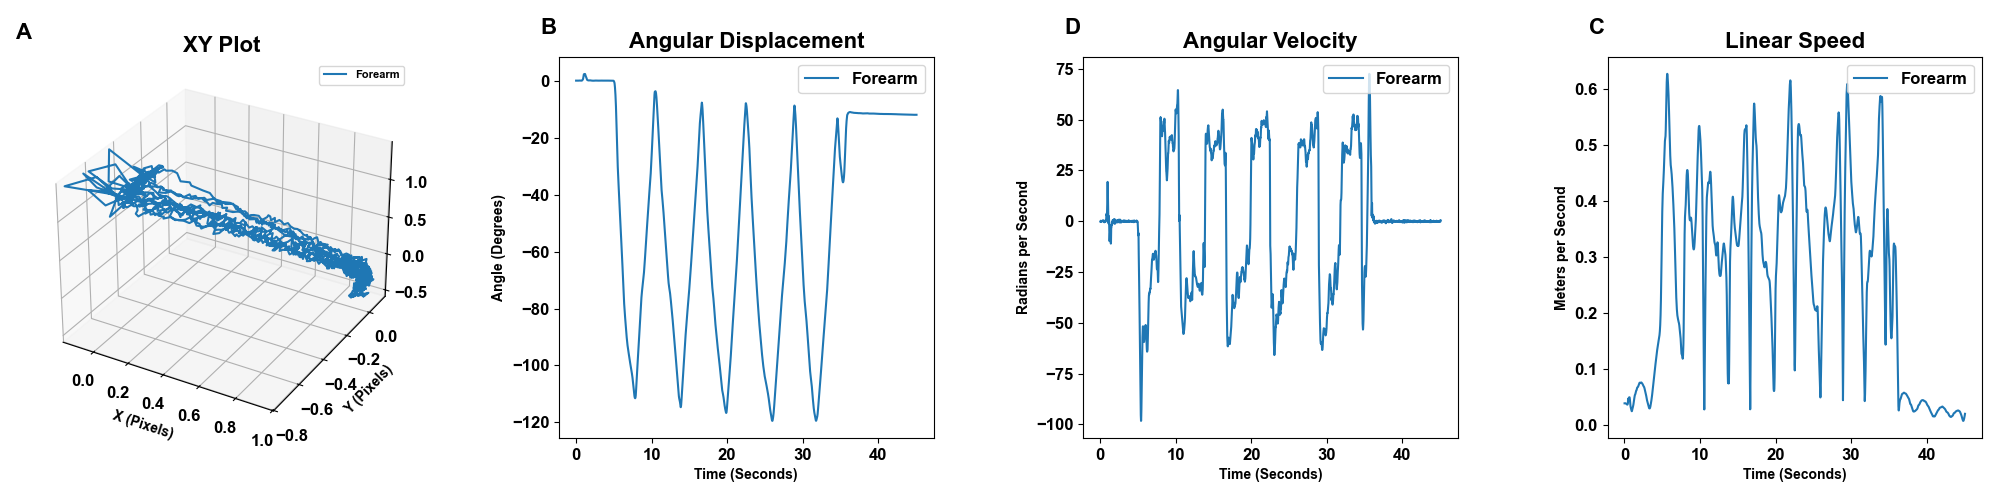 A
XY Plot
Forearm
1.0
0.5
0.0
−0.5
0.0
−0.2
−0.4
−0.6
−0.8
Y (Pixels)
0.0
0.2
0.4
0.6
0.8
1.0
X (Pixels)
B
Angular Displacement
Forearm
0
−20
−40
−60
−80
−100
−120
Angle (Degrees)
0 10 20 30 40
Time (Seconds)
D
Angular Velocity
Forearm
75
50
25
0
−25
−50
−75
−100
Radians per Second
0 10 20 30 40
Time (Seconds)
C
Linear Speed
Forearm
0.6
0.5
0.4
0.3
0.2
0.1
0.0
Meters per Second
0 10 20 30 40
Time (Seconds)